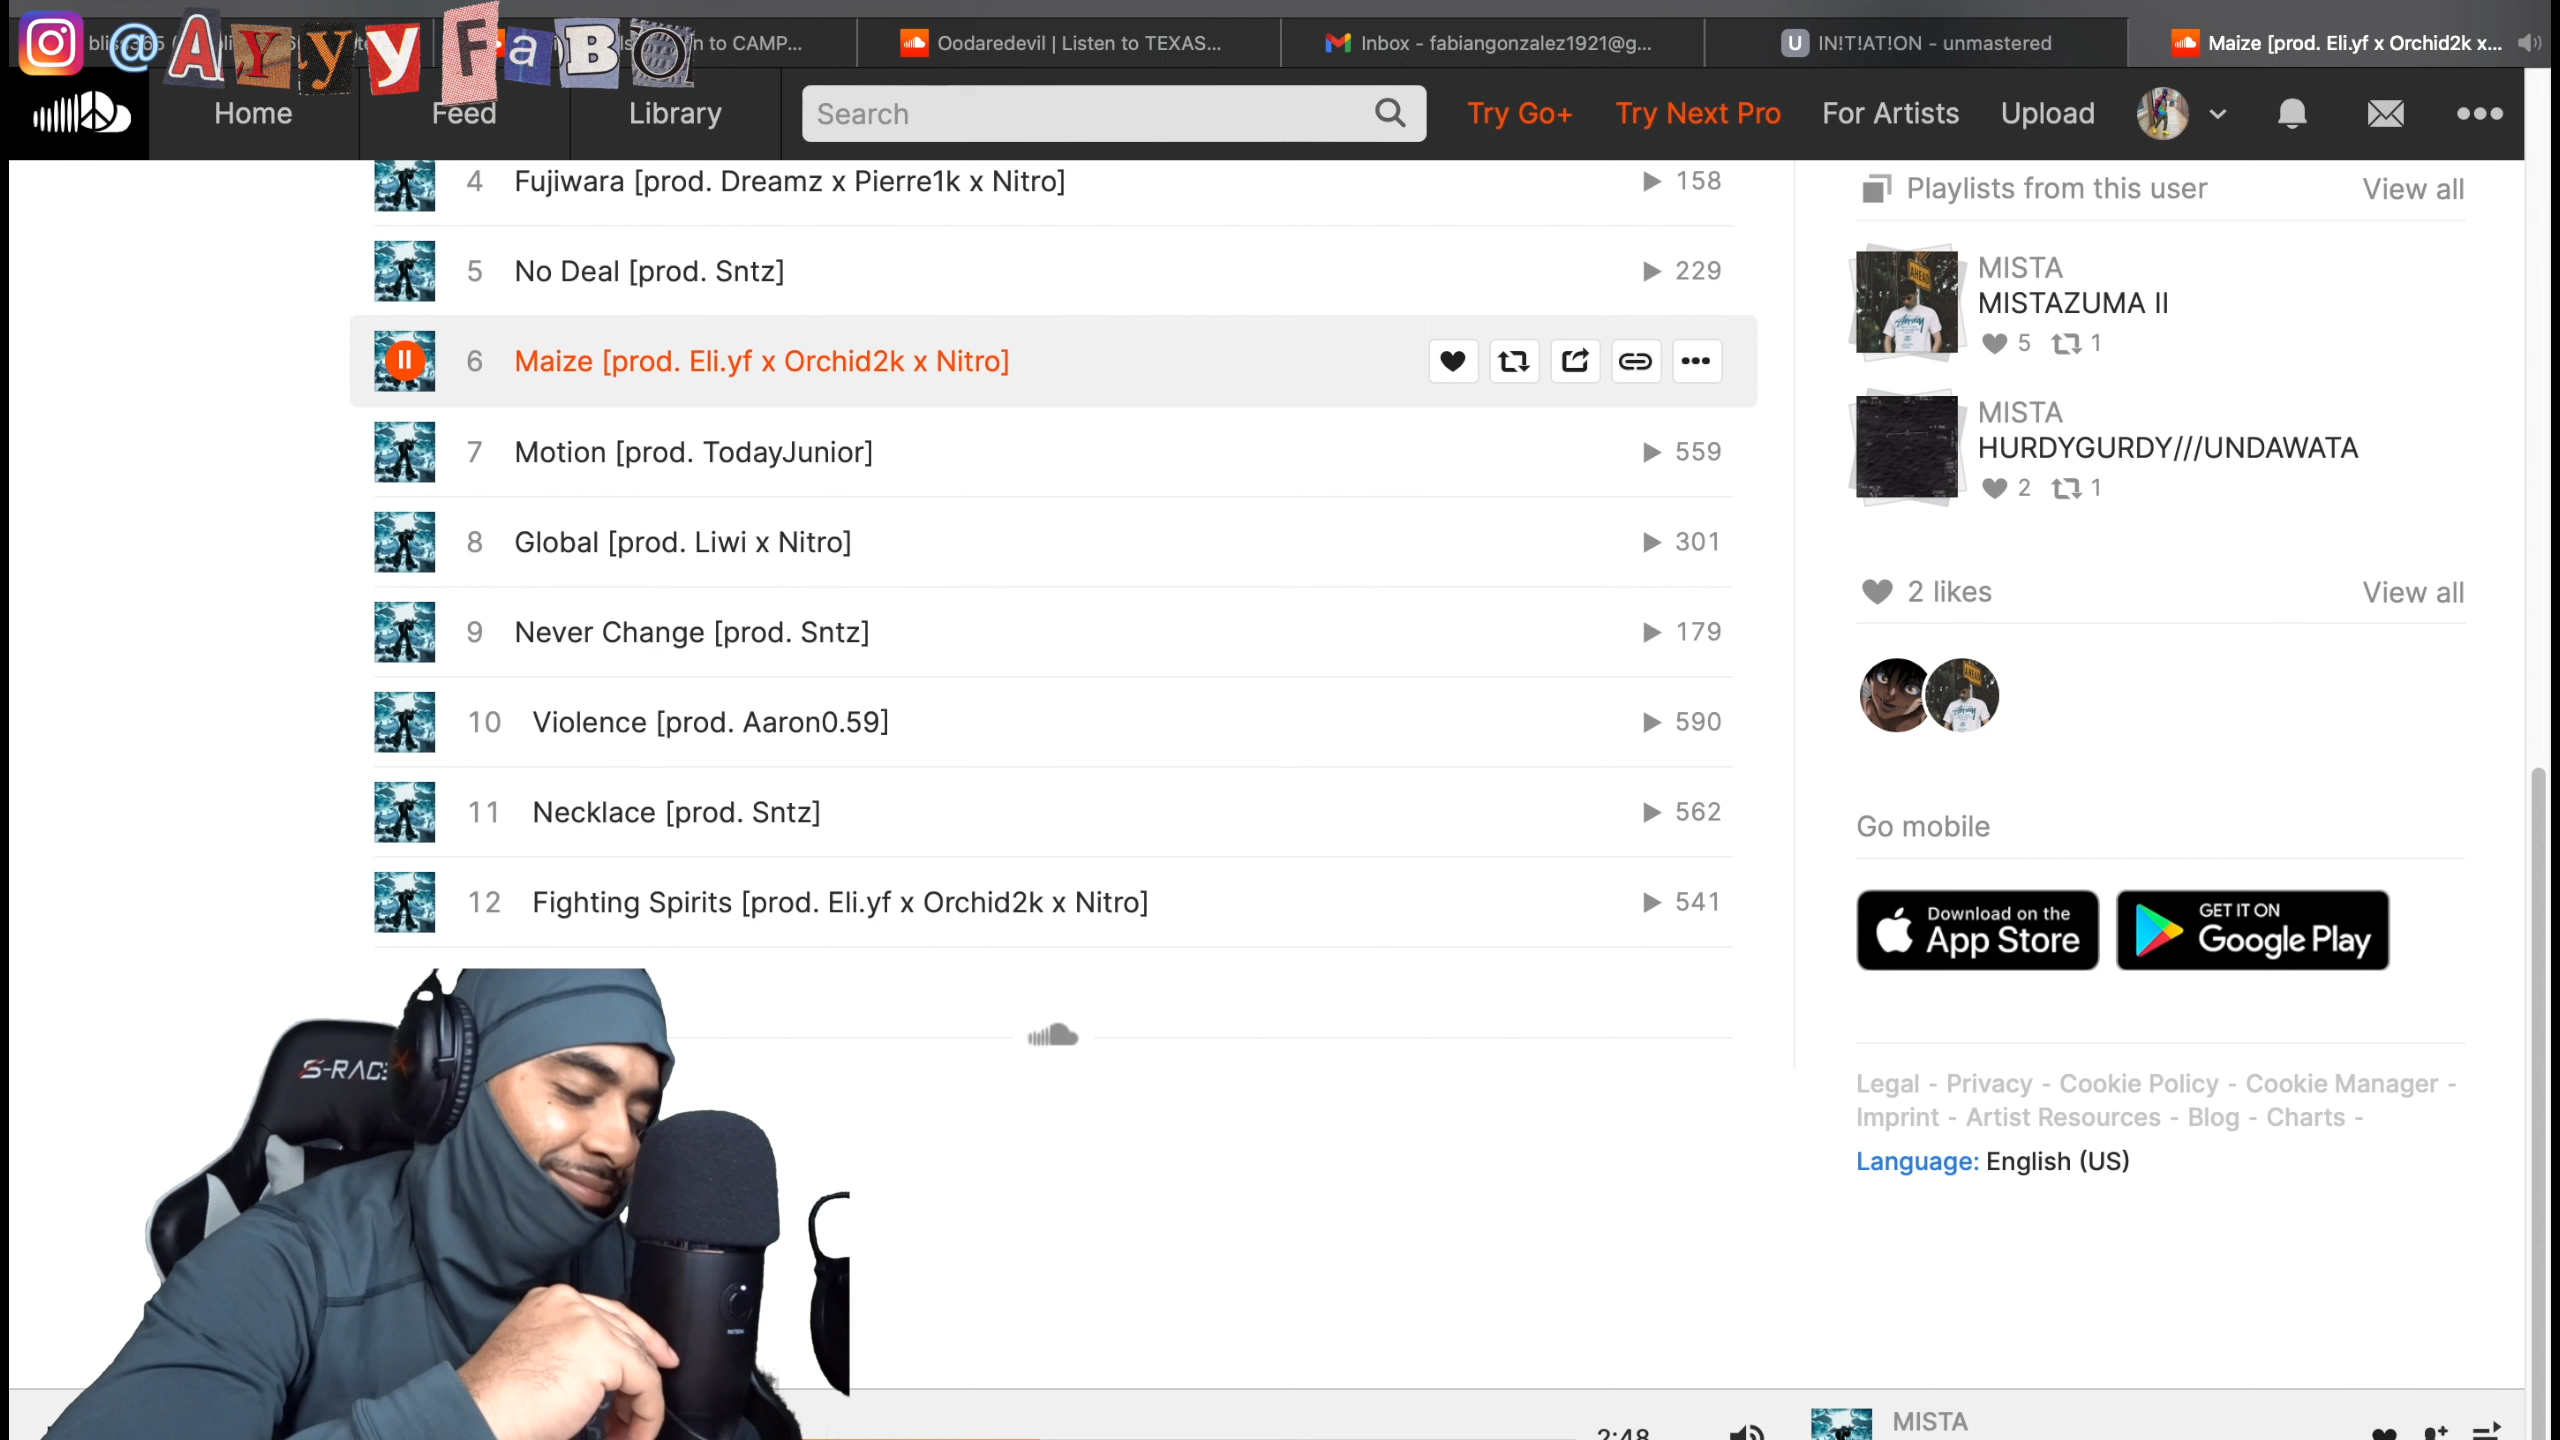 @AYyyFaBO
n to CAMP...
Oodaredevil | Listen to TEXAS...
Inbox - fabiangonzalez1921@g...
U
IN!T!AT!ON - unmastered
Maize [prod. Eli.yf x Orchid2k x...
Home
Feed
Library
Search
Try Go+
Try Next Pro
For Artists
Upload
4 Fujiwara [prod. Dreamz x Pierre1k x Nitro] 158
5 No Deal [prod. Sntz] 229
6 Maize [prod. Eli.yf x Orchid2k x Nitro]
7 Motion [prod. TodayJunior] 559
8 Global [prod. Liwi x Nitro] 301
9 Never Change [prod. Sntz] 179
10 Violence [prod. Aaron0.59] 590
11 Necklace [prod. Sntz] 562
12 Fighting Spirits [prod. Eli.yf x Orchid2k x Nitro] 541
Playlists from this user View all
AHEAD
MISTA
MISTAZUMA II
5 1
MISTA
HURDYGURDY///UNDAWATA
2 1
2 likes View all
Go mobile
Download on the
App Store
GET IT ON
Google Play
Legal - Privacy - Cookie Policy - Cookie Manager -
Imprint - Artist Resources - Blog - Charts -
Language: English (US)
S-RACE
2:48
MISTA